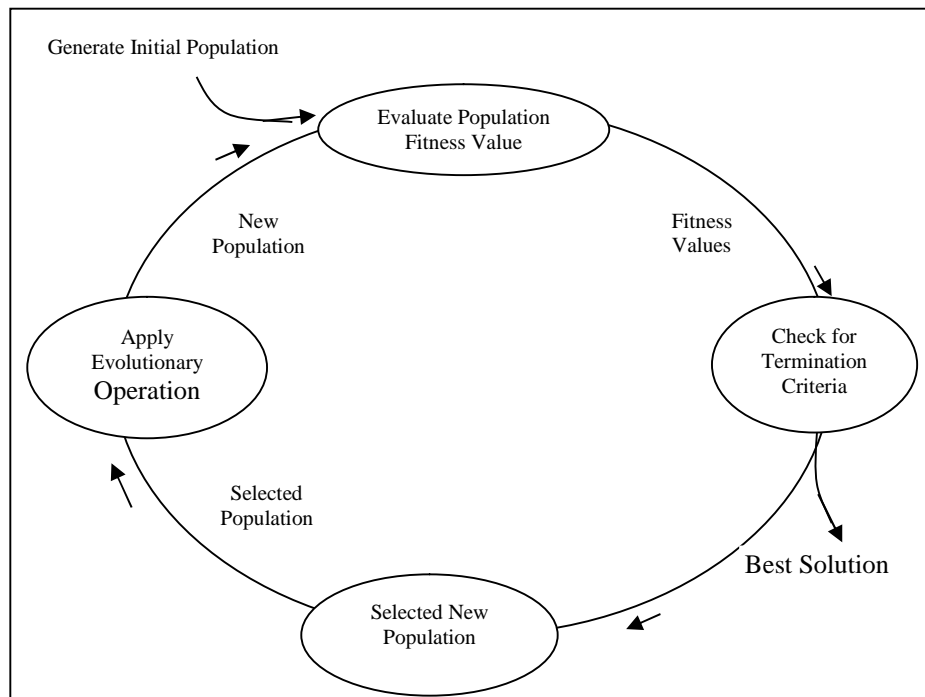 Generate Initial Population
Evaluate Population
Fitness Value
New
Population
Fitness
Values
Apply
Evolutionary
Operation
Check for
Termination
Criteria
Selected
Population
Best Solution
Selected New
Population